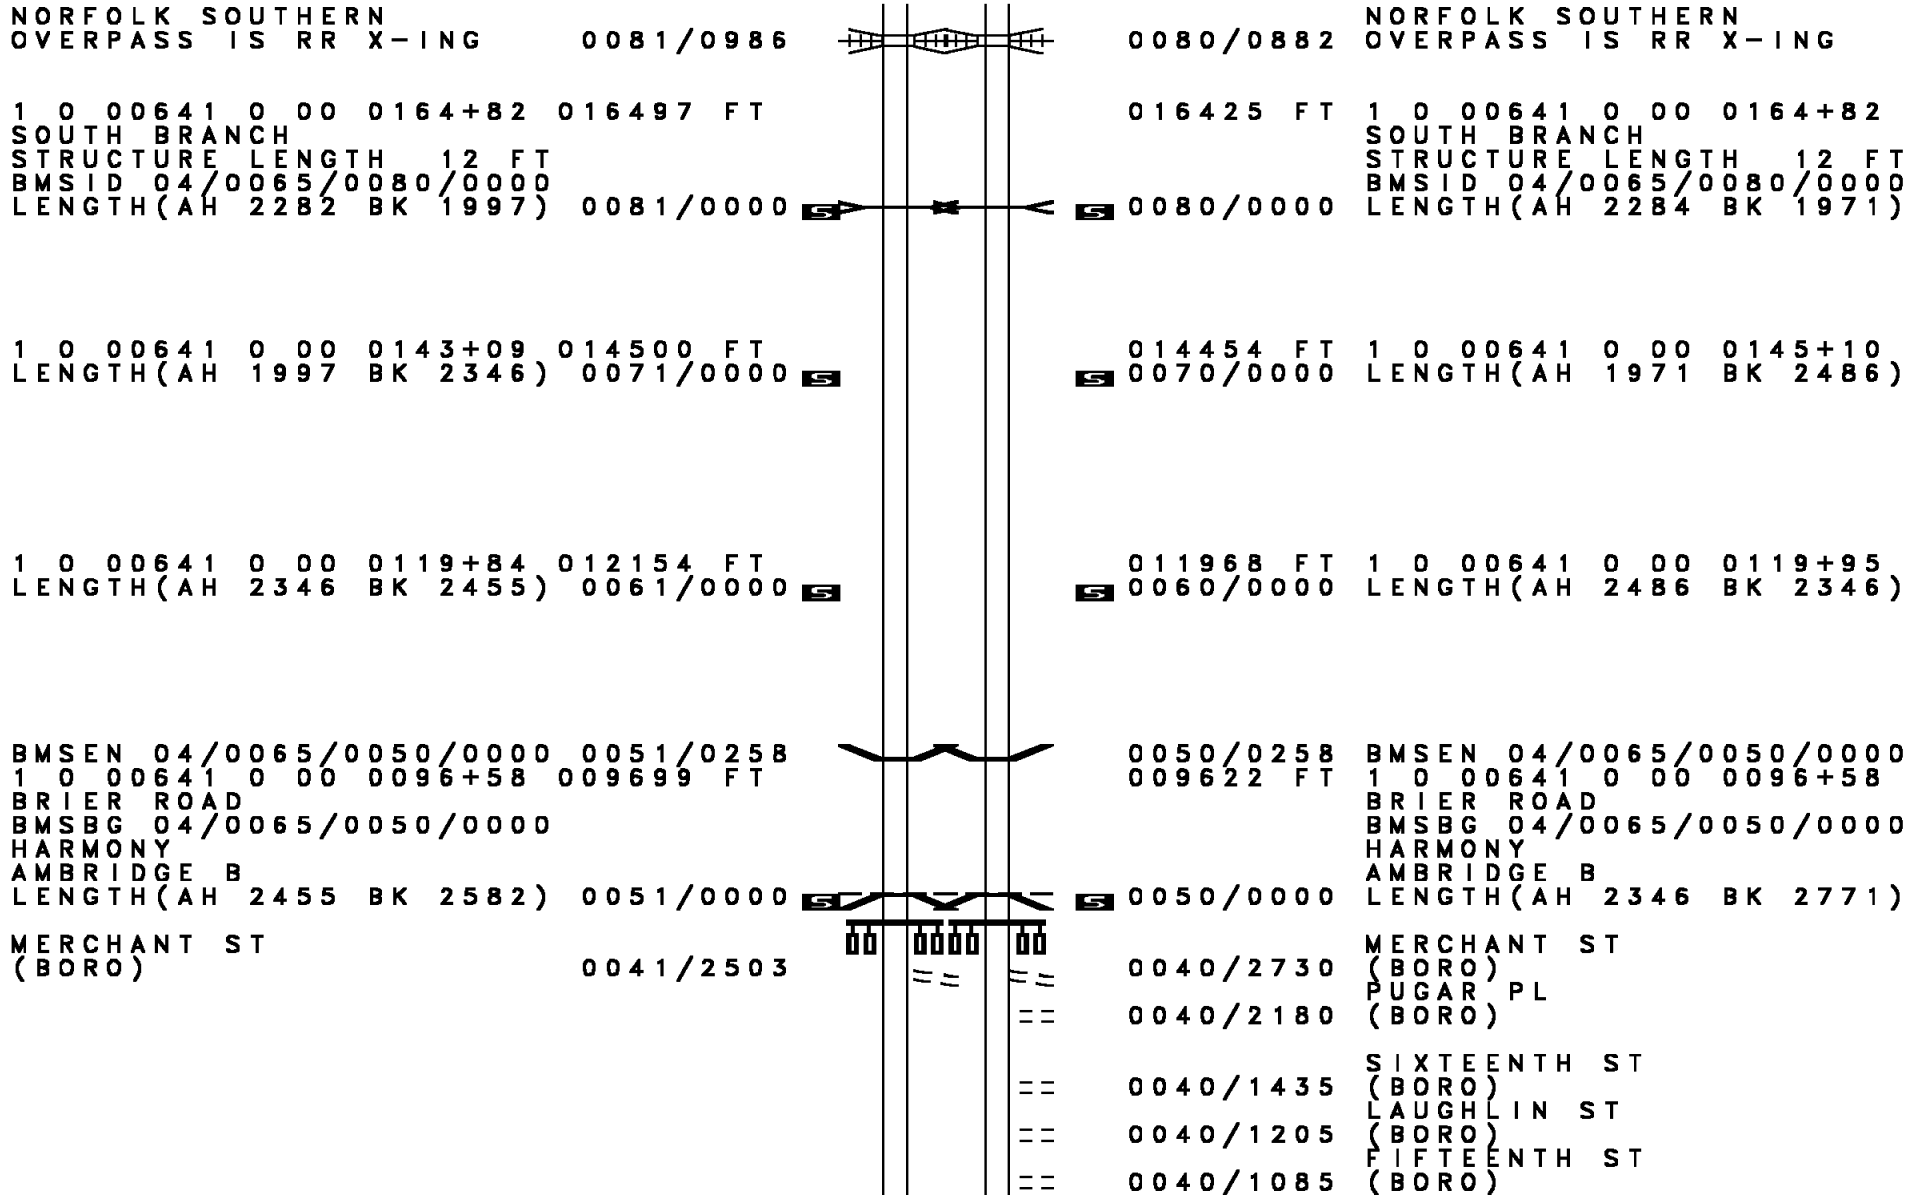 NORFOLK SOUTHERN NORFOLK SOUTHERN
OVERPASS IS RR X-ING 0081/0986 0080/0882 OVERPASS IS RR X-ING
1 0 00641 0 00 0164+82 016497 FT 016425 FT 1 0 00641 0 00 0164+82
SOUTH BRANCH SOUTH BRANCH
STRUCTURE LENGTH 12 FT STRUCTURE LENGTH 12 FT
BMSID 04/0065/0080/0000 BMSID 04/0065/0080/0000
LENGTH(AH 2282 BK 1997) 0081/0000 S S 0080/0000 LENGTH(AH 2284 BK 1971)
1 0 00641 0 00 0143+09 014500 FT 014454 FT 1 0 00641 0 00 0145+10
LENGTH(AH 1997 BK 2346) 0071/0000 S S 0070/0000 LENGTH(AH 1971 BK 2486)
1 0 00641 0 00 0119+84 012154 FT 011968 FT 1 0 00641 0 00 0119+95
LENGTH(AH 2346 BK 2455) 0061/0000 S S 0060/0000 LENGTH(AH 2486 BK 2346)
BMSEN 04/0065/0050/0000 0051/0258 0050/0258 BMSEN 04/0065/0050/0000
1 0 00641 0 00 0096+58 009699 FT 009622 FT 1 0 00641 0 00 0096+58
BRIER ROAD BRIER ROAD
BMSBG 04/0065/0050/0000 BMSBG 04/0065/0050/0000
HARMONY HARMONY
AMBRIDGE B AMBRIDGE B
LENGTH(AH 2455 BK 2582) 0051/0000 S S 0050/0000 LENGTH(AH 2346 BK 2771)
MERCHANT ST MERCHANT ST
(BORO) 0041/2503 0040/2730 (BORO)
PUGAR PL
0040/2180 (BORO)
SIXTEENTH ST
0040/1435 (BORO)
LAUGHLIN ST
0040/1205 (BORO)
FIFTEENTH ST
0040/1085 (BORO)